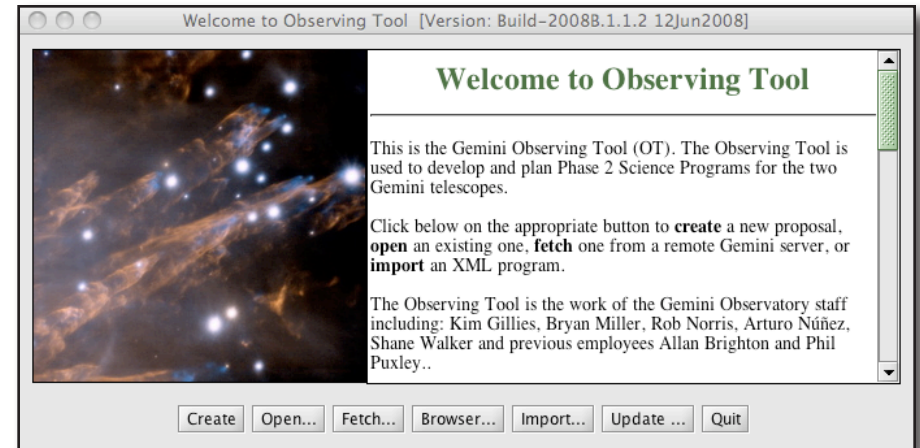 Welcome to Observing Tool [Version: Build-2008B.1.1.2 12Jun2008]
Welcome to Observing Tool
This is the Gemini Observing Tool (OT). The Observing Tool is
used to develop and plan Phase 2 Science Programs for the two
Gemini telescopes.
Click below on the appropriate button to create a new proposal,
open an existing one, fetch one from a remote Gemini server, or
import an XML program.
The Observing Tool is the work of the Gemini Observatory staff
including: Kim Gillies, Bryan Miller, Rob Norris, Arturo Núñez,
Shane Walker and previous employees Allan Brighton and Phil
Puxley..
Create Open... Fetch... Browser... Import... Update ... Quit